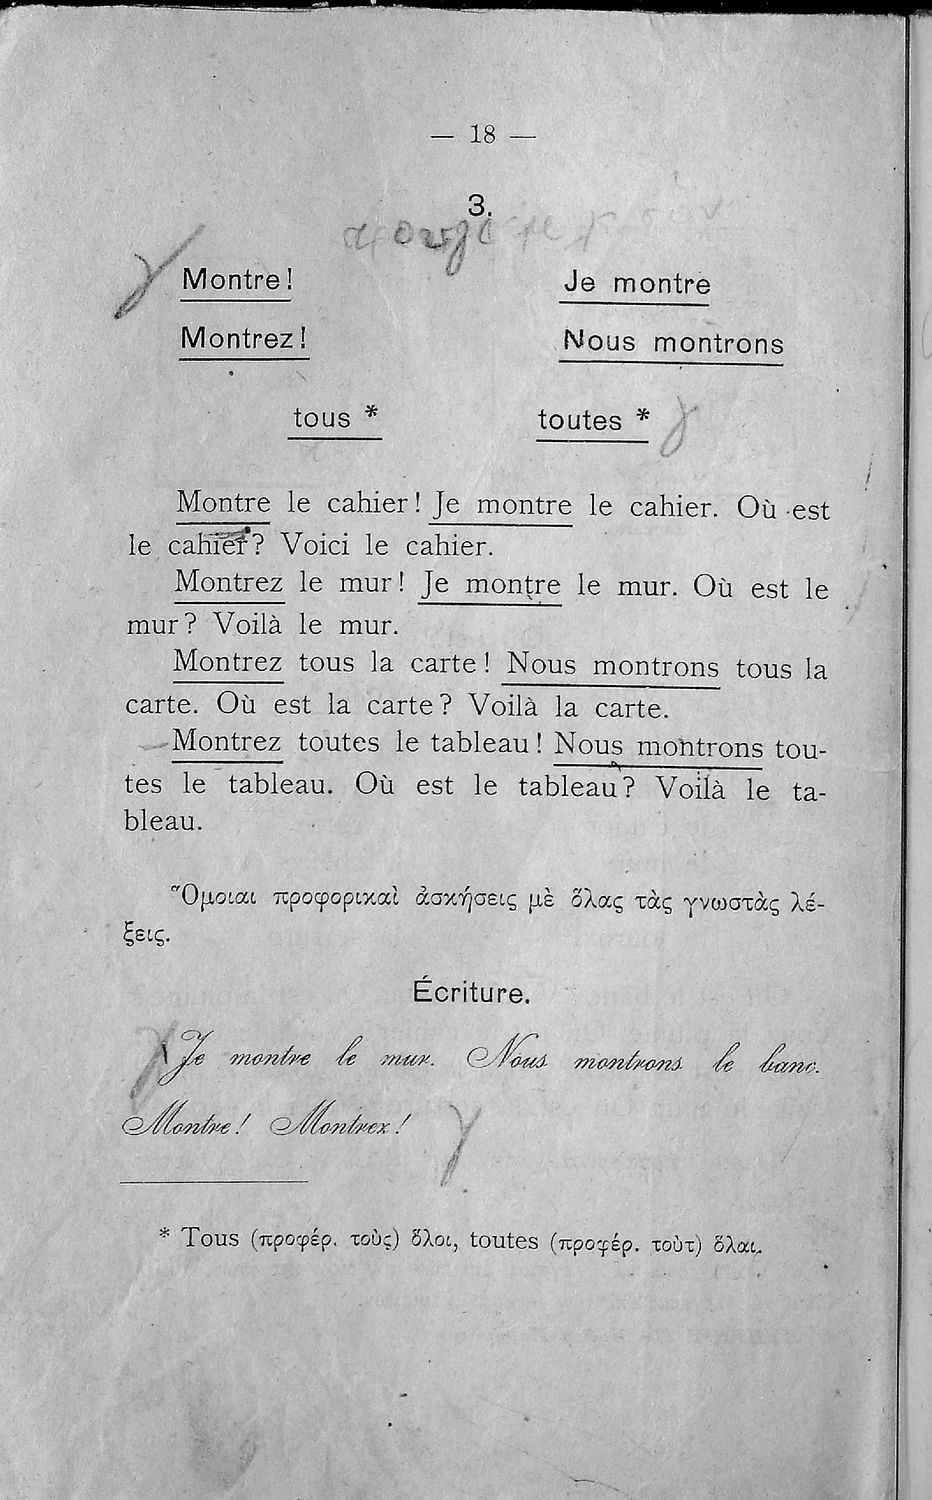 — 18 —
3.
Montre! Je montre
Montrez! Nous montrons
tous * toutes *
Montre le cahier! Je montre le cahier. Où est
le cahier? Voici le cahier.
Montrez le mur! Je montre le mur. Où est le
mur? Voilà le mur.
Montrez tous la carte! Nous montrons tous la
carte. Où est la carte? Voilà la carte.
Montrez toutes le tableau! Nous montrons tou-
tes le tableau. Où est le tableau? Voilà le ta-
bleau.
Ὅμοιαι προφορικαὶ ἀσκήσεις μὲ ὅλας τὰς γνωστὰς λέ-
ξεις.
Écriture.
Je montre le mur. Nous montrons le banc.
Montre! Montrez!
* Tous (προφέρ. τοὺς) ὅλοι, toutes (προφέρ. τοὺτ) ὅλαι.